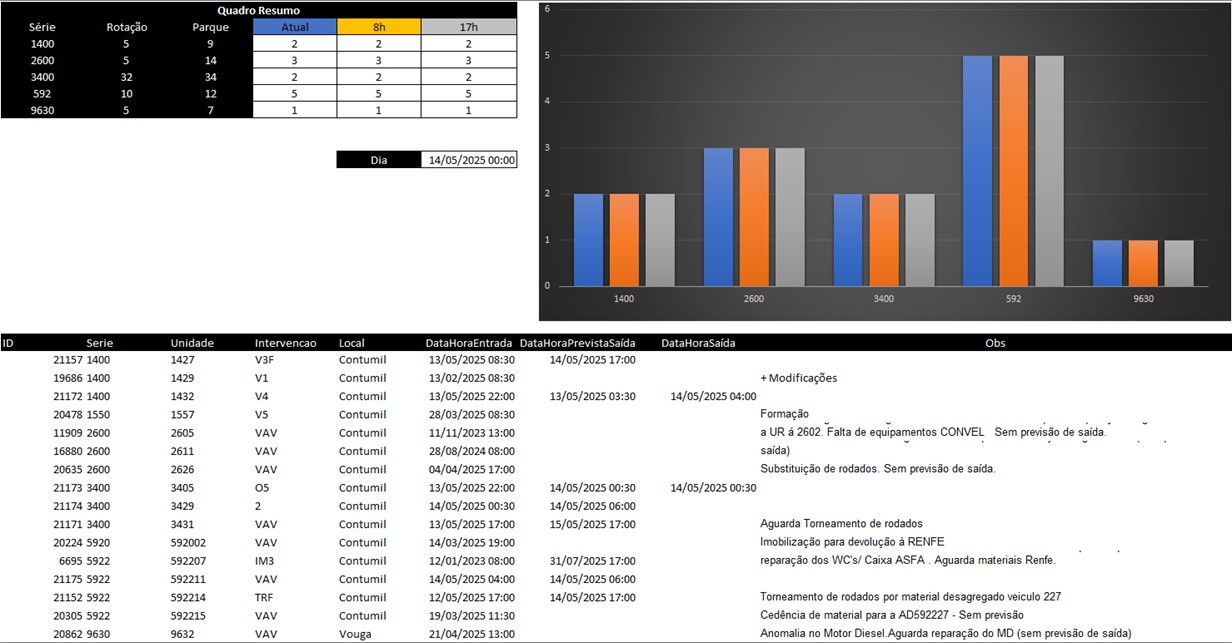 Quadro Resumo
Série Rotação Parque Atual 8h 17h
1400 5 9 2 2 2
2600 5 14 3 3 3
3400 32 34 2 2 2
592 10 12 5 5 5
9630 5 7 1 1 1
Dia 14/05/2025 00:00
6
5
4
3
2
1
0
1400 2600 3400 592 9630
ID Serie Unidade Intervencao Local DataHoraEntrada DataHoraPrevistaSaída DataHoraSaída Obs
21157 1400 1427 V3F Contumil 13/05/2025 08:30 14/05/2025 17:00
19686 1400 1429 V1 Contumil 13/02/2025 08:30 + Modificações
21172 1400 1432 V4 Contumil 13/05/2025 22:00 13/05/2025 03:30 14/05/2025 04:00
20478 1550 1557 V5 Contumil 28/03/2025 08:30 Formação
11909 2600 2605 VAV Contumil 11/11/2023 13:00 a UR á 2602. Falta de equipamentos CONVEL Sem previsão de saída.
16880 2600 2611 VAV Contumil 28/08/2024 08:00 saída)
20635 2600 2626 VAV Contumil 04/04/2025 17:00 Substituição de rodados. Sem previsão de saída.
21173 3400 3405 O5 Contumil 13/05/2025 22:00 14/05/2025 00:30 14/05/2025 00:30
21174 3400 3429 2 Contumil 14/05/2025 00:30 14/05/2025 06:00
21171 3400 3431 VAV Contumil 13/05/2025 17:00 15/05/2025 17:00 Aguarda Torneamento de rodados
20224 5920 592002 VAV Contumil 14/03/2025 19:00 Imobilização para devolução à RENFE
6695 5922 592207 IM3 Contumil 12/01/2023 08:00 31/07/2025 17:00 reparação dos WC's/ Caixa ASFA . Aguarda materiais Renfe.
21175 5922 592211 VAV Contumil 14/05/2025 04:00 14/05/2025 06:00
21152 5922 592214 TRF Contumil 12/05/2025 17:00 14/05/2025 17:00 Torneamento de rodados por material desagregado veiculo 227
20305 5922 592215 VAV Contumil 19/03/2025 11:30 Cedência de material para a AD592227 - Sem previsão
20862 9630 9632 VAV Vouga 21/04/2025 13:00 Anomalia no Motor Diesel.Aguarda reparação do MD (sem previsão de saída)